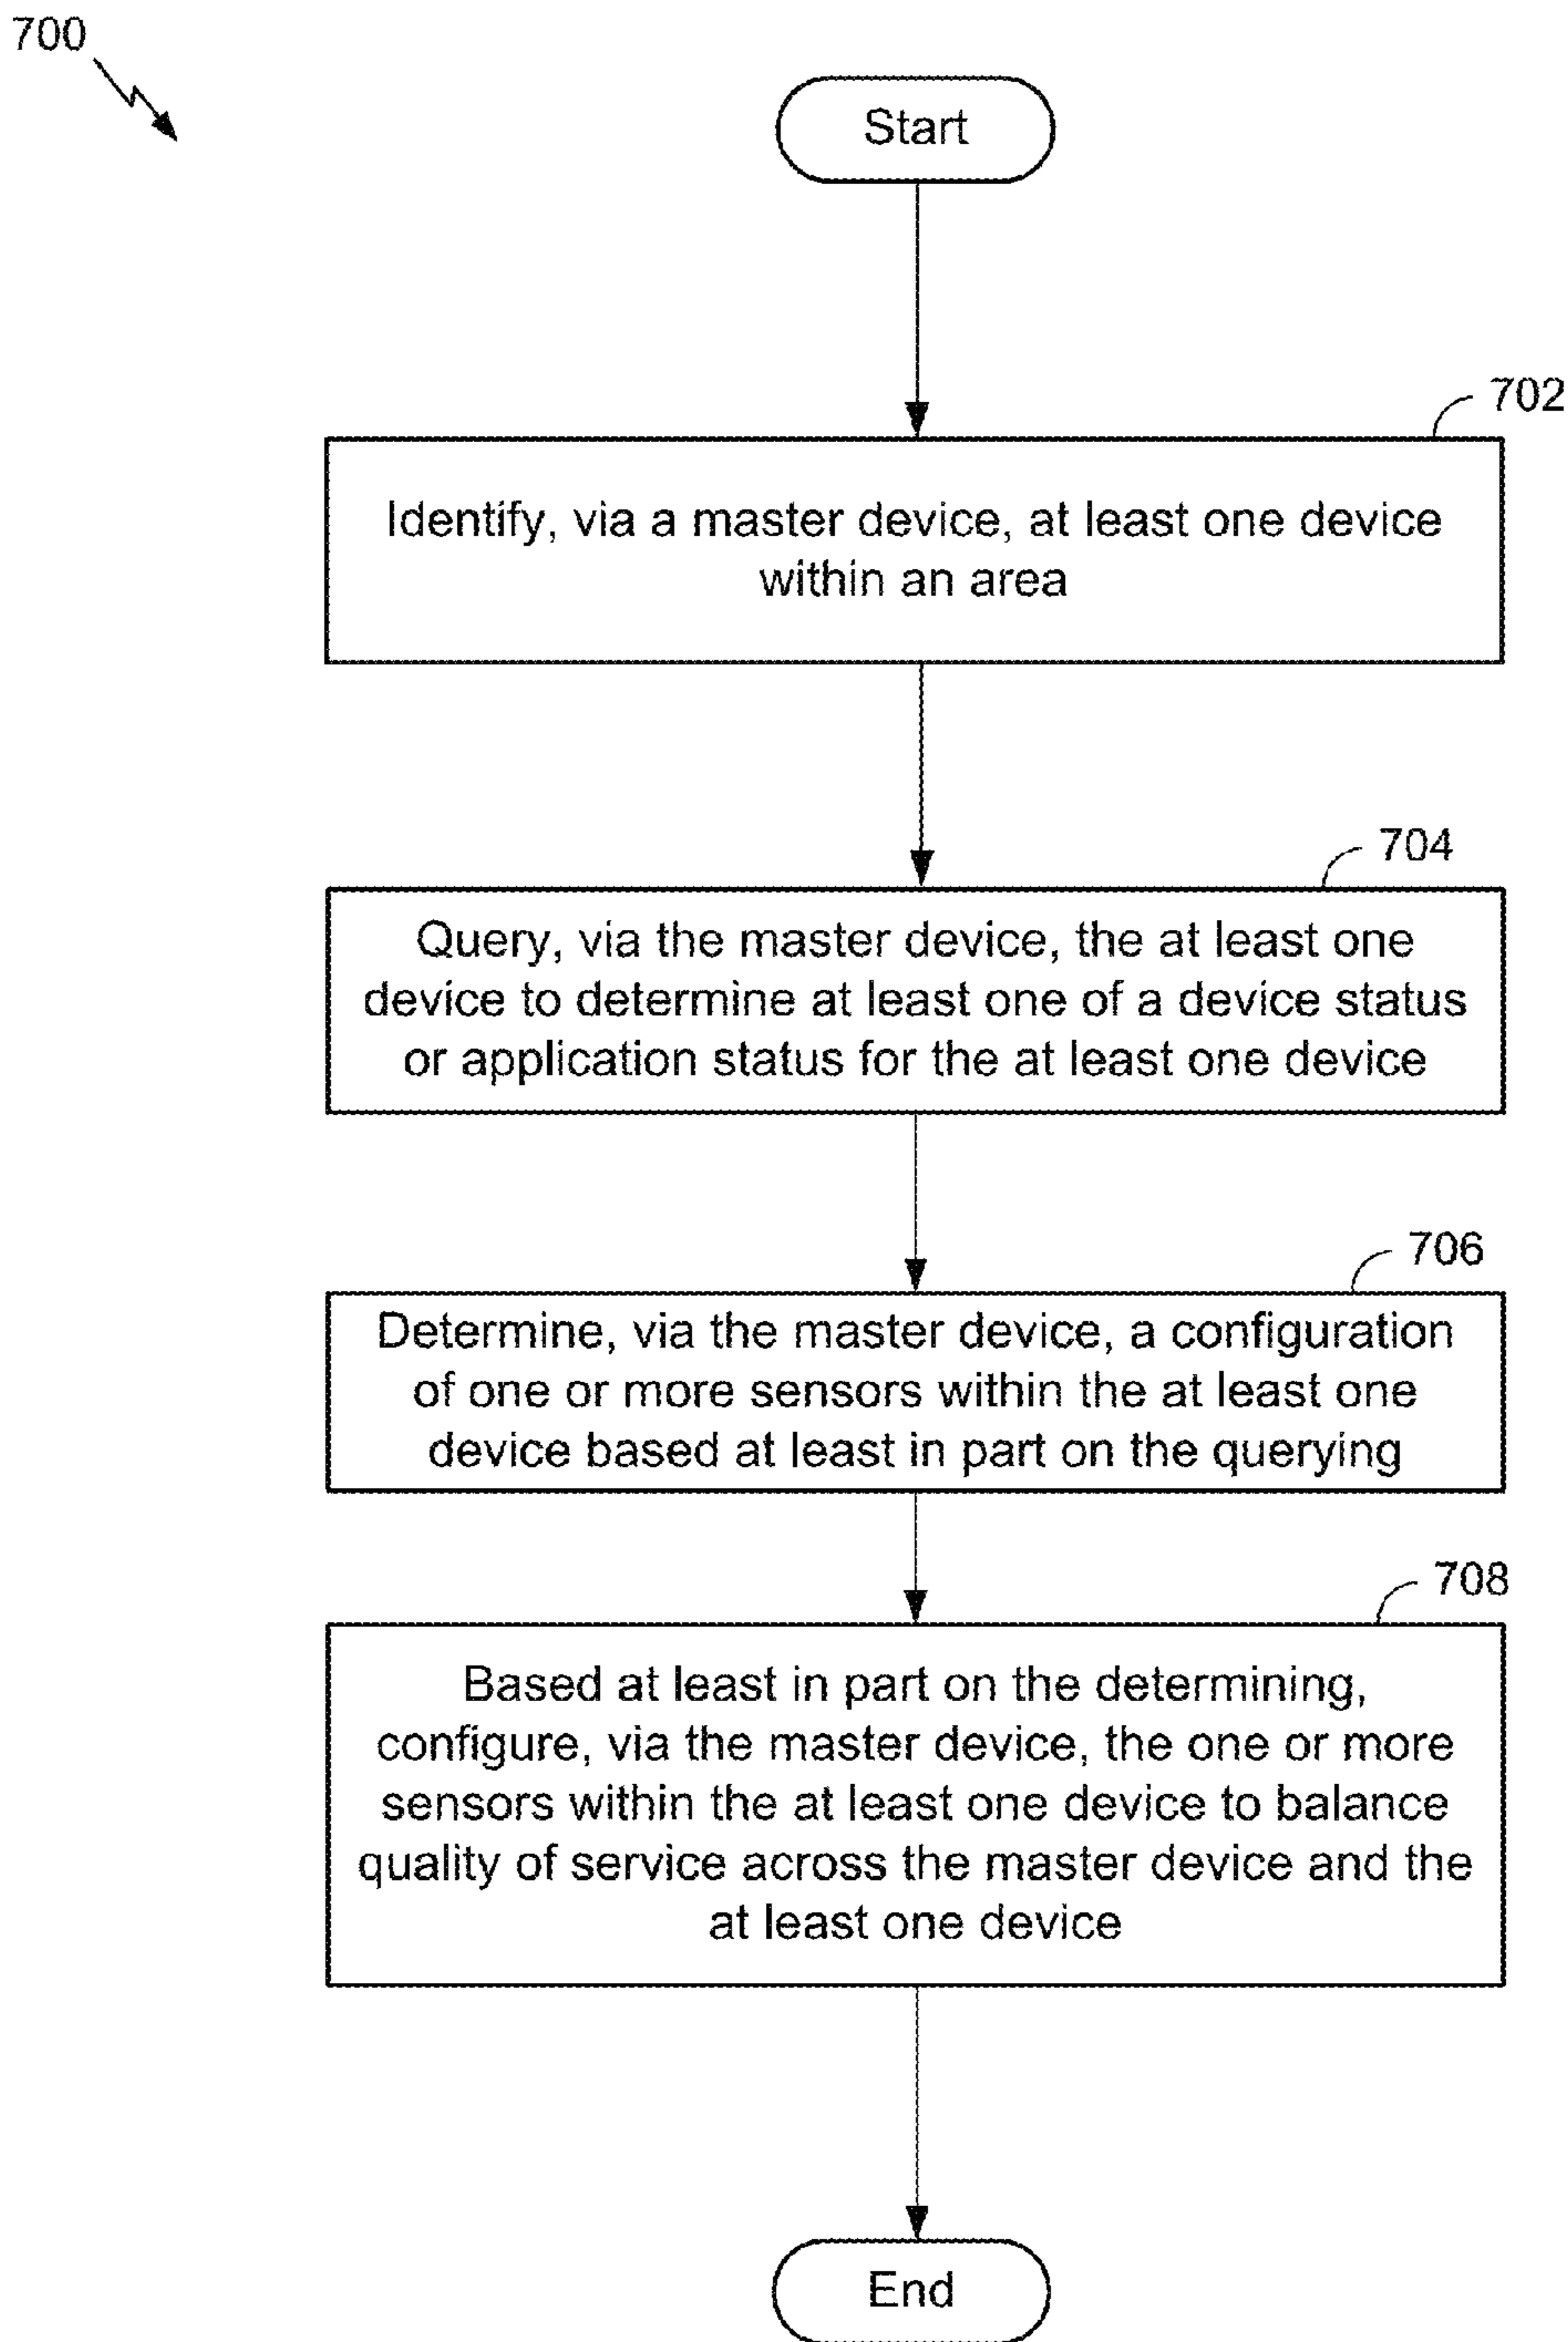 700
Start
702
Identify, via a master device, at least one device
within an area
704
Query, via the master device, the at least one
device to determine at least one of a device status
or application status for the at least one device
706
Determine, via the master device, a configuration
of one or more sensors within the at least one
device based at least in part on the querying
708
Based at least in part on the determining,
configure, via the master device, the one or more
sensors within the at least one device to balance
quality of service across the master device and the
at least one device
End